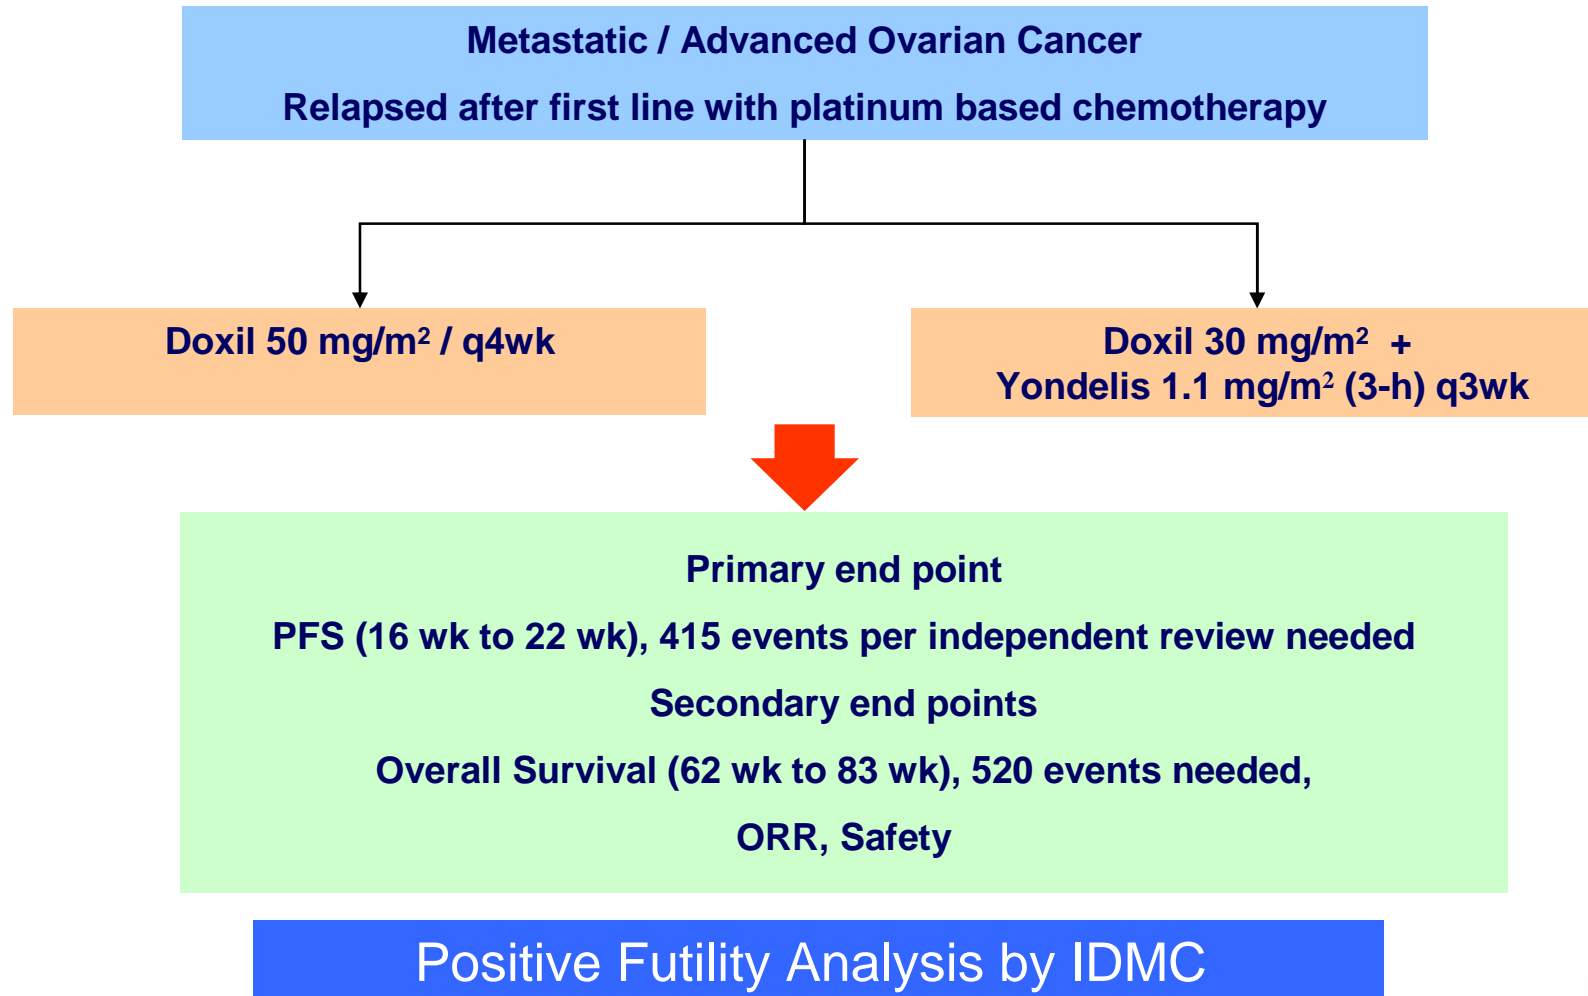 Metastatic / Advanced Ovarian Cancer
Relapsed after first line with platinum based chemotherapy
Doxil 50 mg/m² / q4wk
Doxil 30 mg/m² +
Yondelis 1.1 mg/m² (3-h) q3wk
Primary end point
PFS (16 wk to 22 wk), 415 events per independent review needed
Secondary end points
Overall Survival (62 wk to 83 wk), 520 events needed,
ORR, Safety
Positive Futility Analysis by IDMC